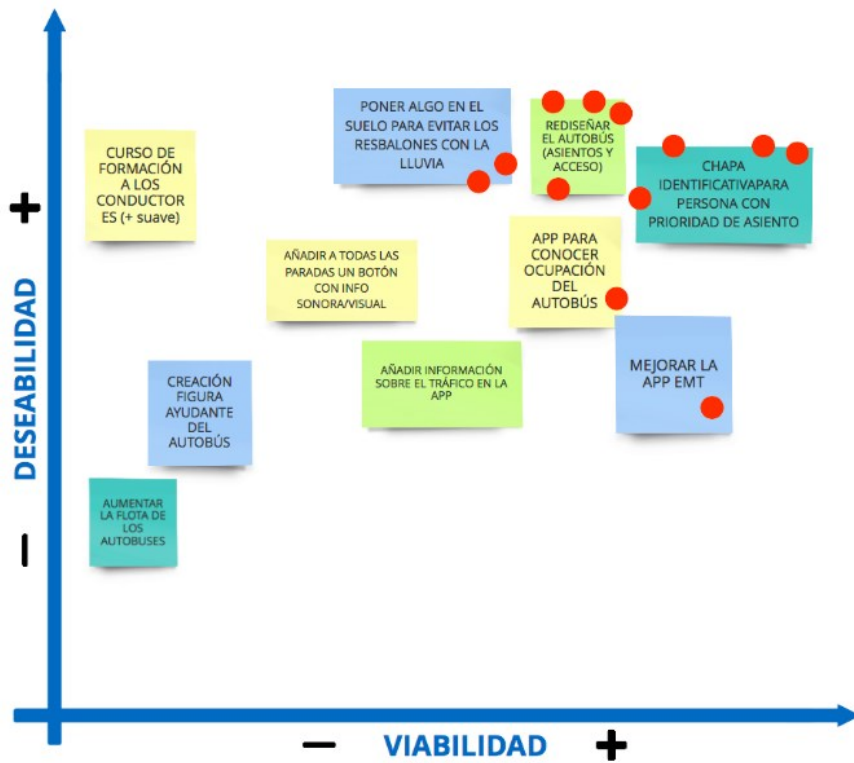 PONER ALGO EN EL
SUELO PARA EVITAR LOS
RESBALONES CON LA
LLUVIA
REDISEÑAR
EL AUTOBÚS
(ASIENTOS Y
ACCESO)
CURSO DE
FORMACIÓN
A LOS
CONDUCTOR
ES (+ suave)
CHAPA
IDENTIFICATIVAPARA
PERSONA CON
PRIORIDAD DE ASIENTO
AÑADIR A TODAS LAS
PARADAS UN BOTÓN
CON INFO
SONORA/VISUAL
APP PARA
CONOCER
OCUPACIÓN
DEL
AUTOBÚS
CREACIÓN
FIGURA
AYUDANTE
DEL
AUTOBÚS
AÑADIR INFORMACIÓN
SOBRE EL TRÁFICO EN LA
APP
MEJORAR LA
APP EMT
AUMENTAR
LA FLOTA DE
LOS
AUTOBUSES
+
DESEABILIDAD
–
– VIABILIDAD +